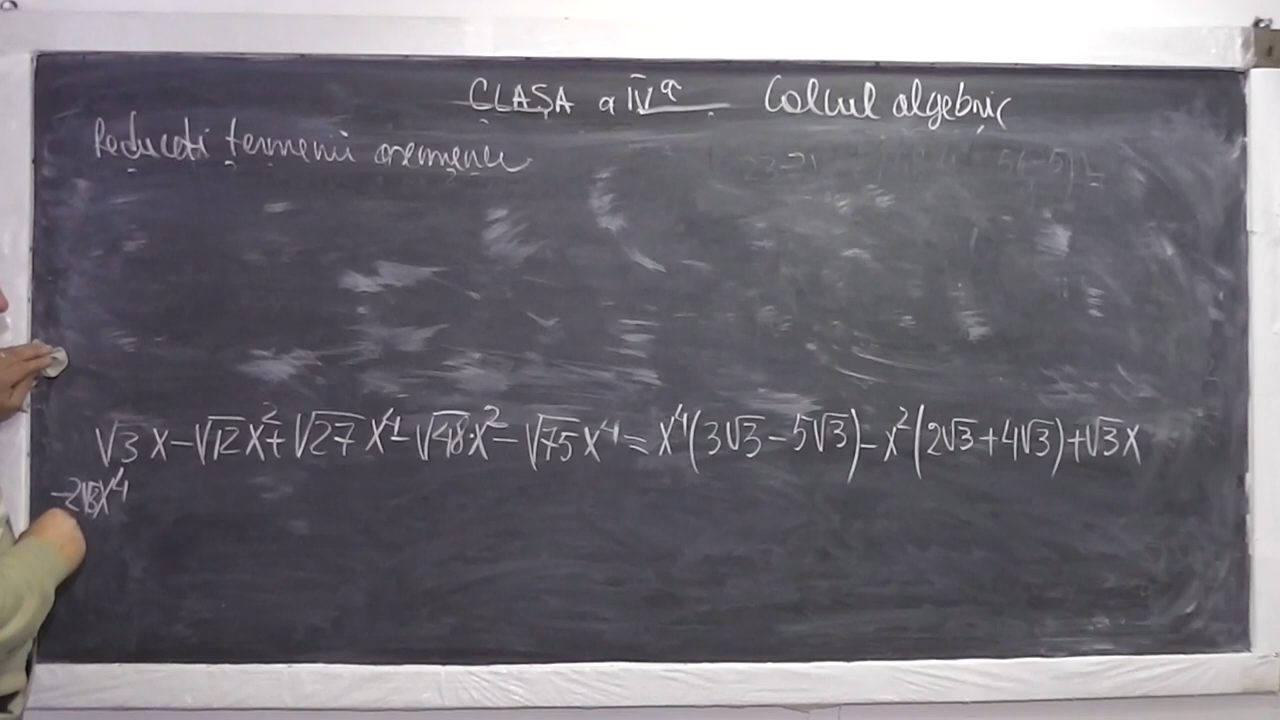 CLASA a IVª Calcul algebric
Reduceti termenii asemenea
√3 x-√12 x²+√27 x⁴-√48·x²-√75 x⁴=x⁴(3√3-5√3)-x²(2√3+4√3)+√3x
-2√3x⁴